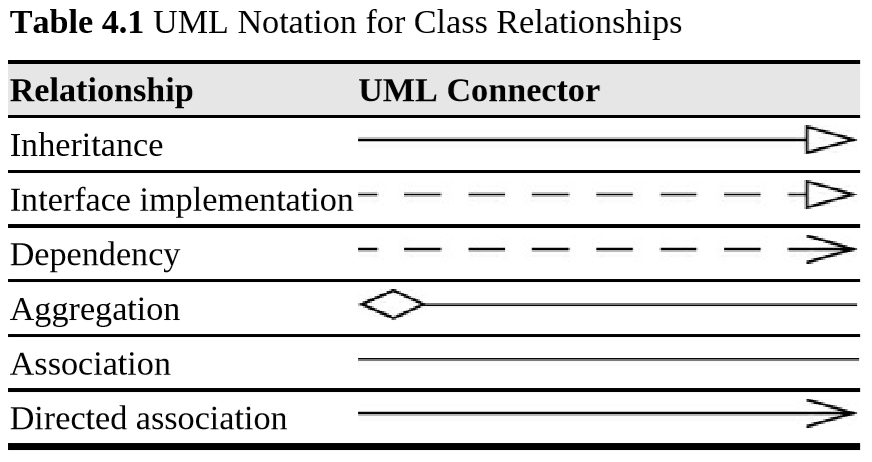 Table 4.1 UML Notation for Class Relationships
Relationship UML Connector
Inheritance
Interface implementation
Dependency
Aggregation
Association
Directed association